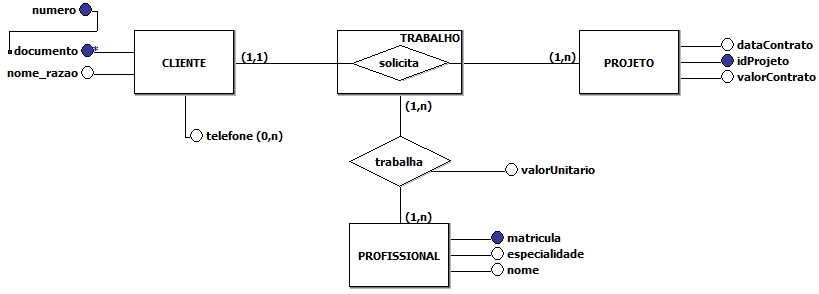 numero
documento *
nome_razao
CLIENTE
telefone (0,n)
(1,1)
TRABALHO
solicita
(1,n)
PROJETO
dataContrato
idProjeto
valorContrato
(1,n)
trabalha
valorUnitario
(1,n)
PROFISSIONAL
matricula
especialidade
nome